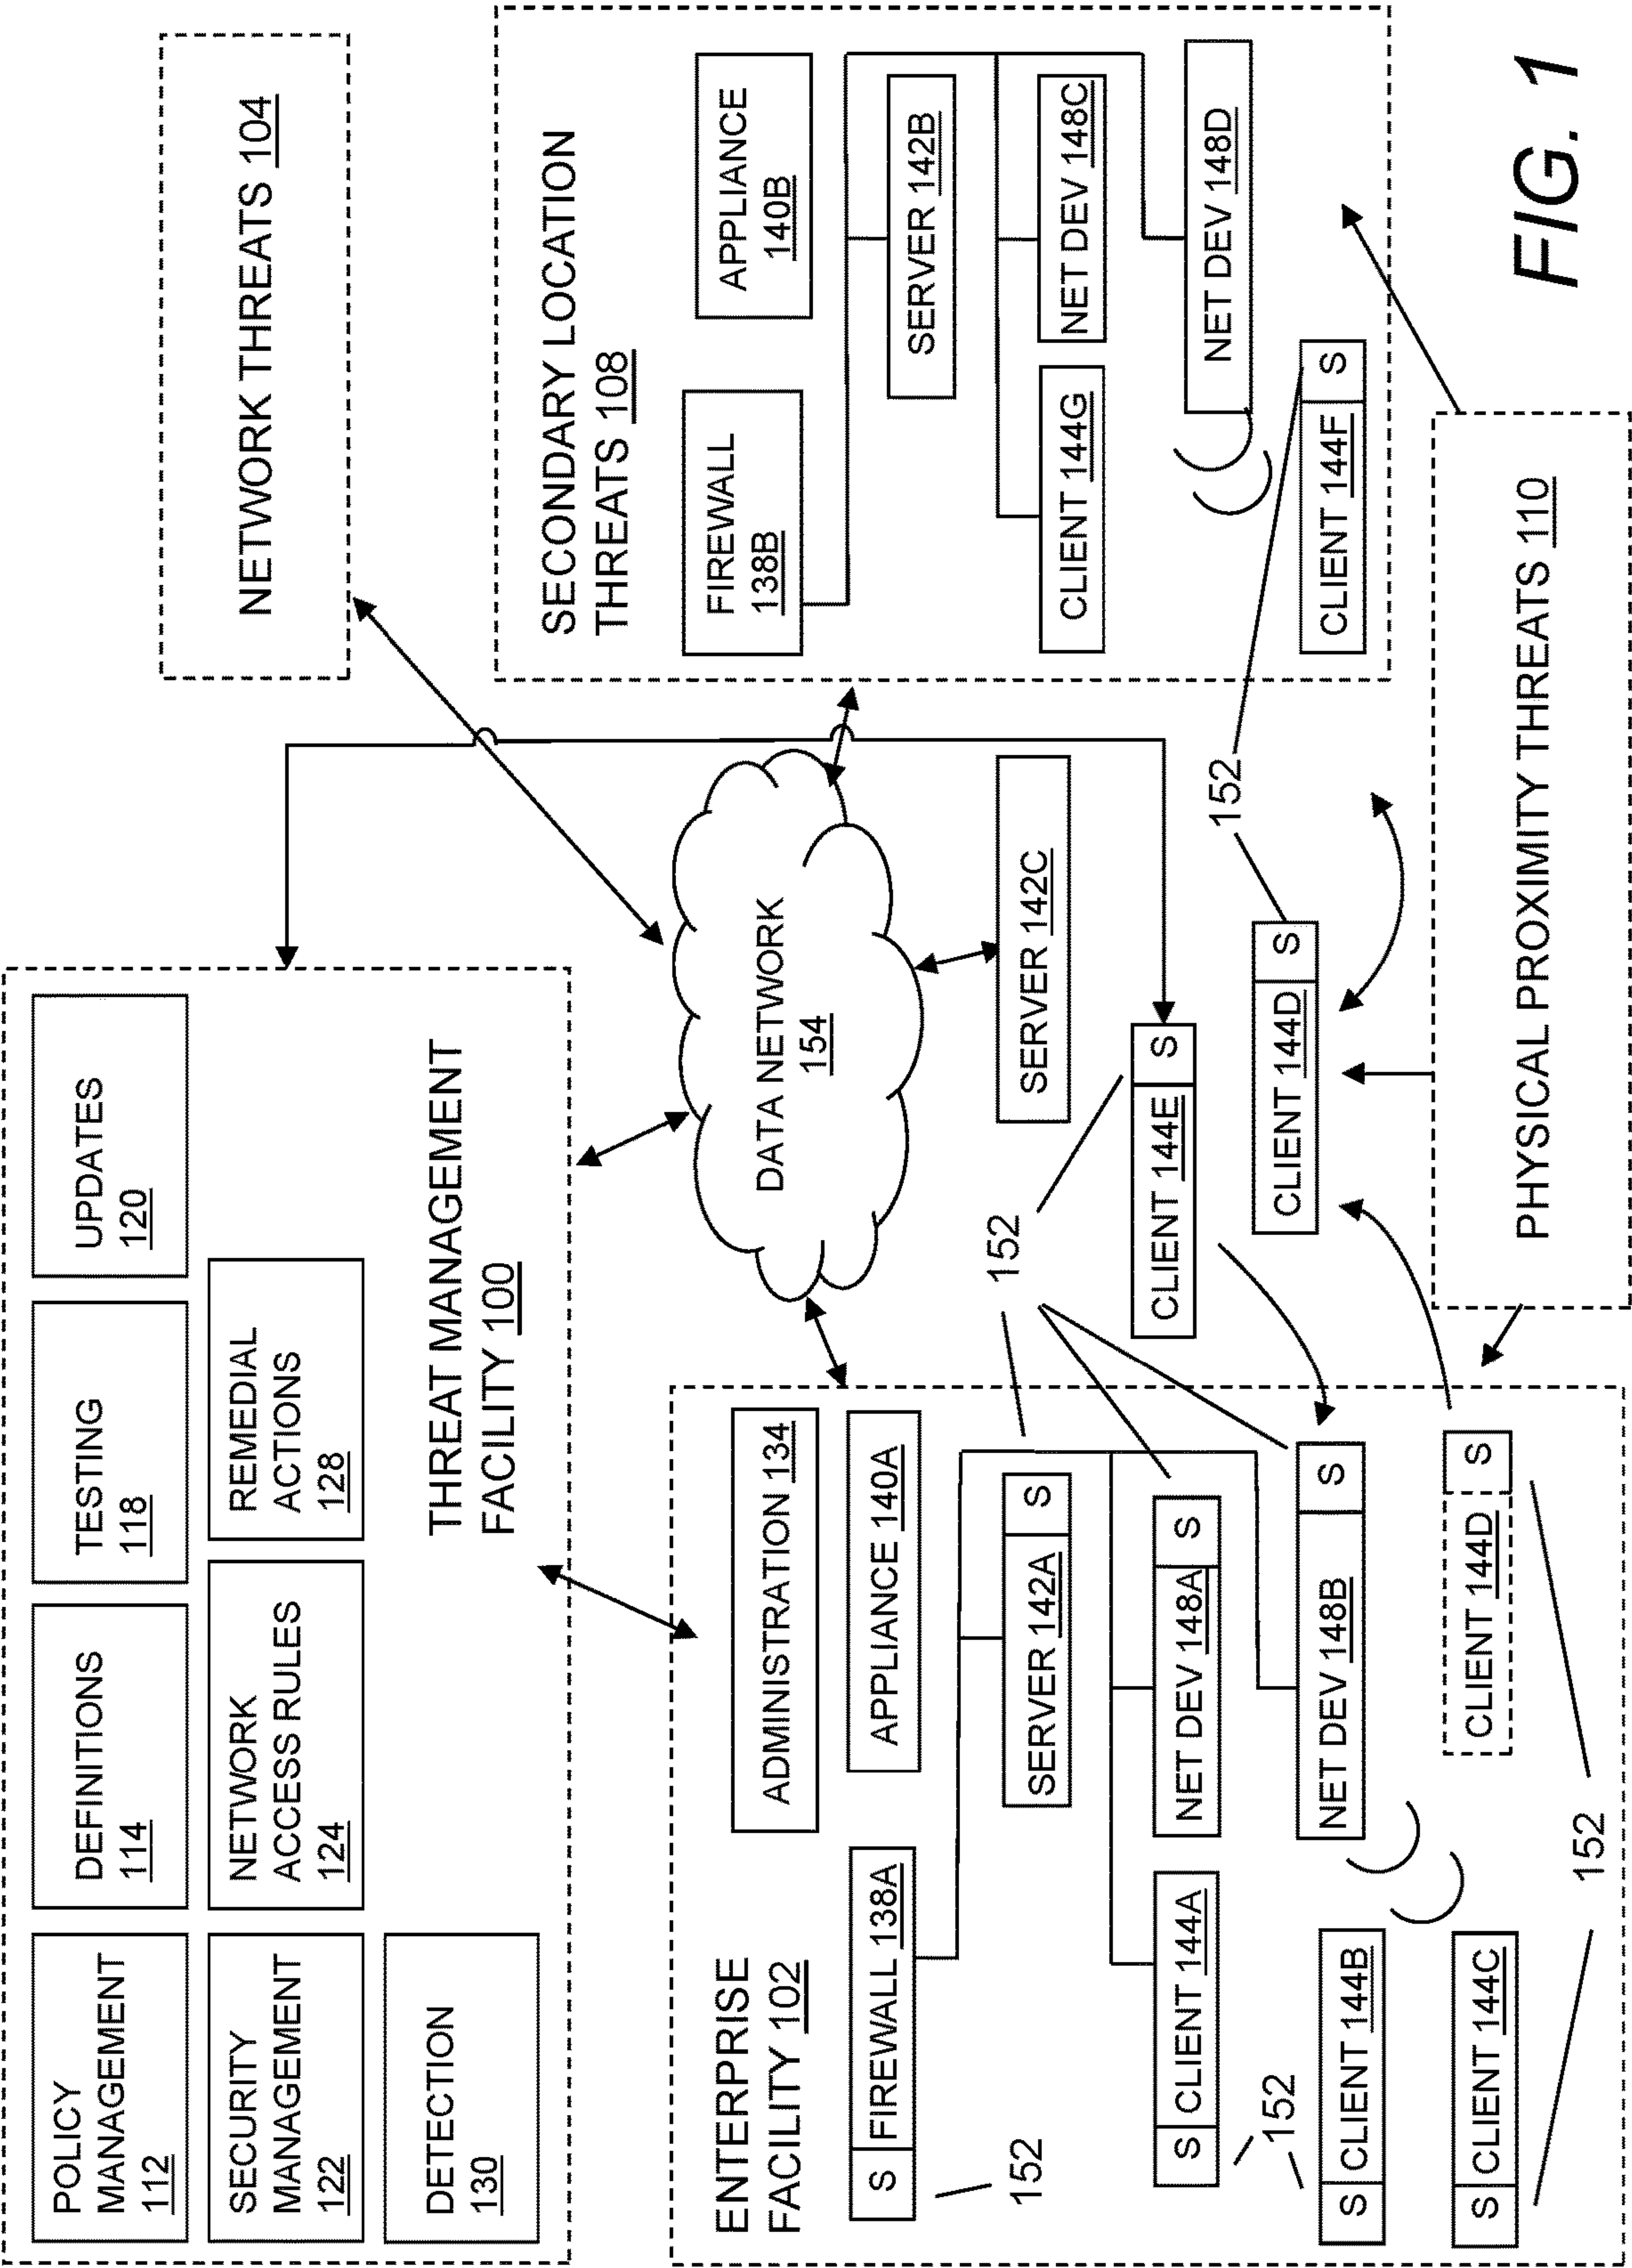 POLICY
MANAGEMENT
112
DEFINITIONS
114
TESTING
118
UPDATES
120
SECURITY
MANAGEMENT
122
NETWORK
ACCESS RULES
124
REMEDIAL
ACTIONS
128
DETECTION
130
THREAT MANAGEMENT
FACILITY 100
NETWORK THREATS 104
ENTERPRISE
FACILITY 102
ADMINISTRATION 134
S
FIREWALL 138A
APPLIANCE 140A
152
SERVER 142A
S
S
CLIENT 144A
NET DEV 148A
S
152
S
CLIENT 144B
NET DEV 148B
S
S
CLIENT 144C
CLIENT 144D
S
152
152
DATA NETWORK
154
SERVER 142C
CLIENT 144E
S
CLIENT 144D
S
152
SECONDARY LOCATION
THREATS 108
FIREWALL
138B
APPLIANCE
140B
SERVER 142B
CLIENT 144G
NET DEV 148C
NET DEV 148D
CLIENT 144F
S
PHYSICAL PROXIMITY THREATS 110
FIG. 1